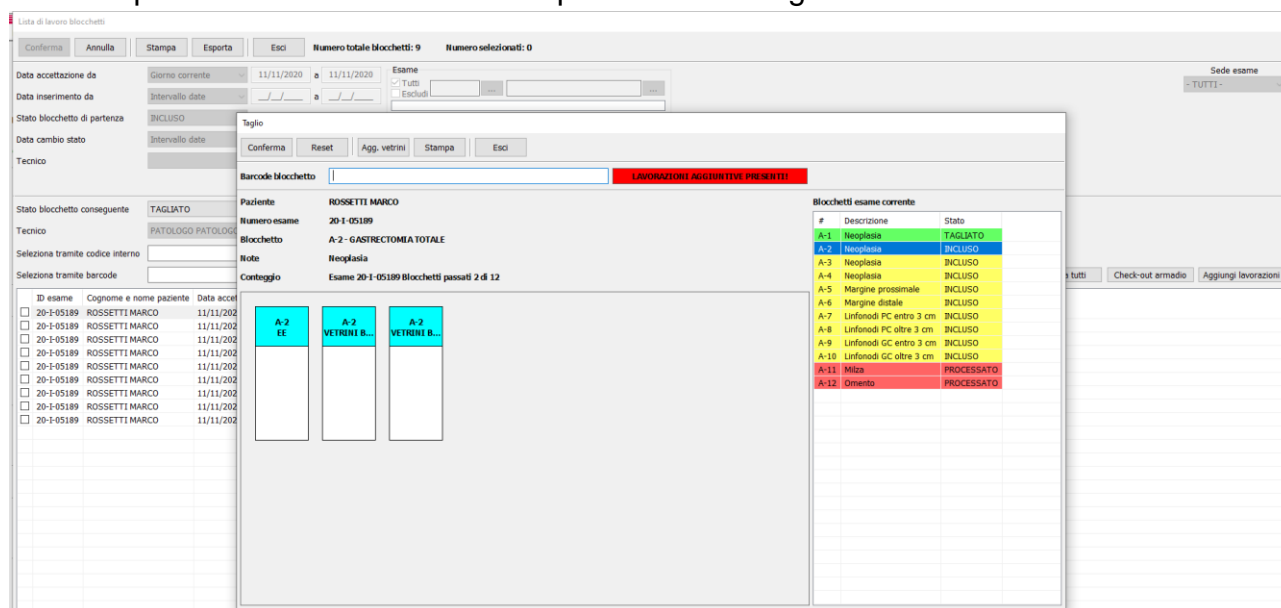 Lista di lavoro blocchetti
Conferma Annulla Stampa Esporta Esci Numero totale blocchetti: 9 Numero selezionati: 0
Data accettazione da Giorno corrente 11/11/2020 a 11/11/2020 Esame Sede esame
Tutti ... ... - TUTTI -
Data inserimento da Intervallo date __/__/____ a __/__/____ Escludi
Stato blocchetto di partenza INCLUSO
Data cambio stato Intervallo date
Tecnico
Stato blocchetto conseguente TAGLIATO
Tecnico PATOLOGO PATOLOGO
Seleziona tramite codice interno
Seleziona tramite barcode tutti Check-out armadio Aggiungi lavorazioni
ID esame Cognome e nome paziente Data accet
20-I-05189 ROSSETTI MARCO 11/11/202
20-I-05189 ROSSETTI MARCO 11/11/202
20-I-05189 ROSSETTI MARCO 11/11/202
20-I-05189 ROSSETTI MARCO 11/11/202
20-I-05189 ROSSETTI MARCO 11/11/202
20-I-05189 ROSSETTI MARCO 11/11/202
20-I-05189 ROSSETTI MARCO 11/11/202
20-I-05189 ROSSETTI MARCO 11/11/202
20-I-05189 ROSSETTI MARCO 11/11/202
Taglio
Conferma Reset Agg. vetrini Stampa Esci
Barcode blocchetto LAVORAZIONI AGGIUNTIVE PRESENTI!
Paziente ROSSETTI MARCO
Numero esame 20-I-05189
Blocchetto A-2 - GASTRECTOMIA TOTALE
Note Neoplasia
Conteggio Esame 20-I-05189 Blocchetti passati 2 di 12
A-2 A-2 A-2
EE VETRINI B... VETRINI B...
Blocchetti esame corrente
# Descrizione Stato
A-1 Neoplasia TAGLIATO
A-2 Neoplasia INCLUSO
A-3 Neoplasia INCLUSO
A-4 Neoplasia INCLUSO
A-5 Margine prossimale INCLUSO
A-6 Margine distale INCLUSO
A-7 Linfonodi PC entro 3 cm INCLUSO
A-8 Linfonodi PC oltre 3 cm INCLUSO
A-9 Linfonodi GC entro 3 cm INCLUSO
A-10 Linfonodi GC oltre 3 cm INCLUSO
A-11 Milza PROCESSATO
A-12 Omento PROCESSATO